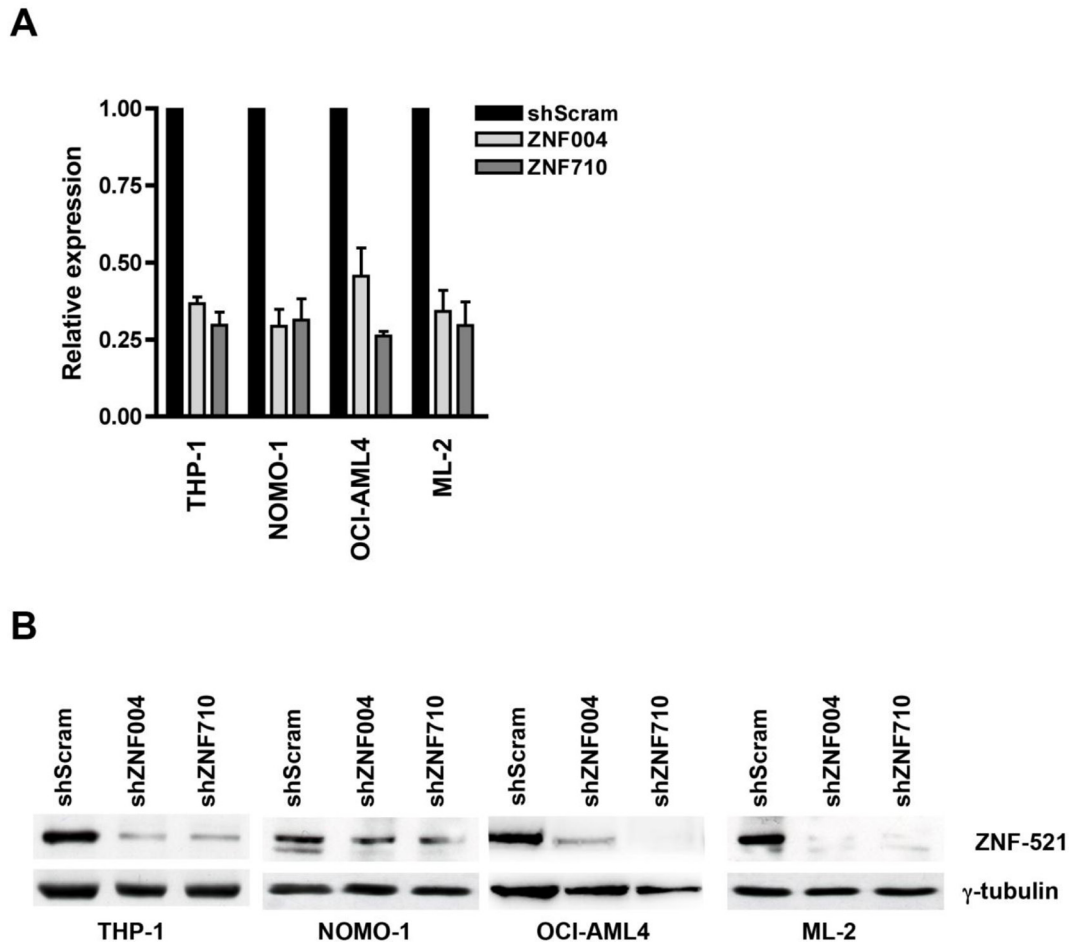 A
1.00
0.75
0.50
0.25
0.00
Relative expression
shScram
ZNF004
ZNF710
THP-1
NOMO-1
OCI-AML4
ML-2
B
shScram
shZNF004
shZNF710
shScram
shZNF004
shZNF710
shScram
shZNF004
shZNF710
shScram
shZNF004
shZNF710
ZNF-521
γ-tubulin
THP-1 NOMO-1 OCI-AML4 ML-2